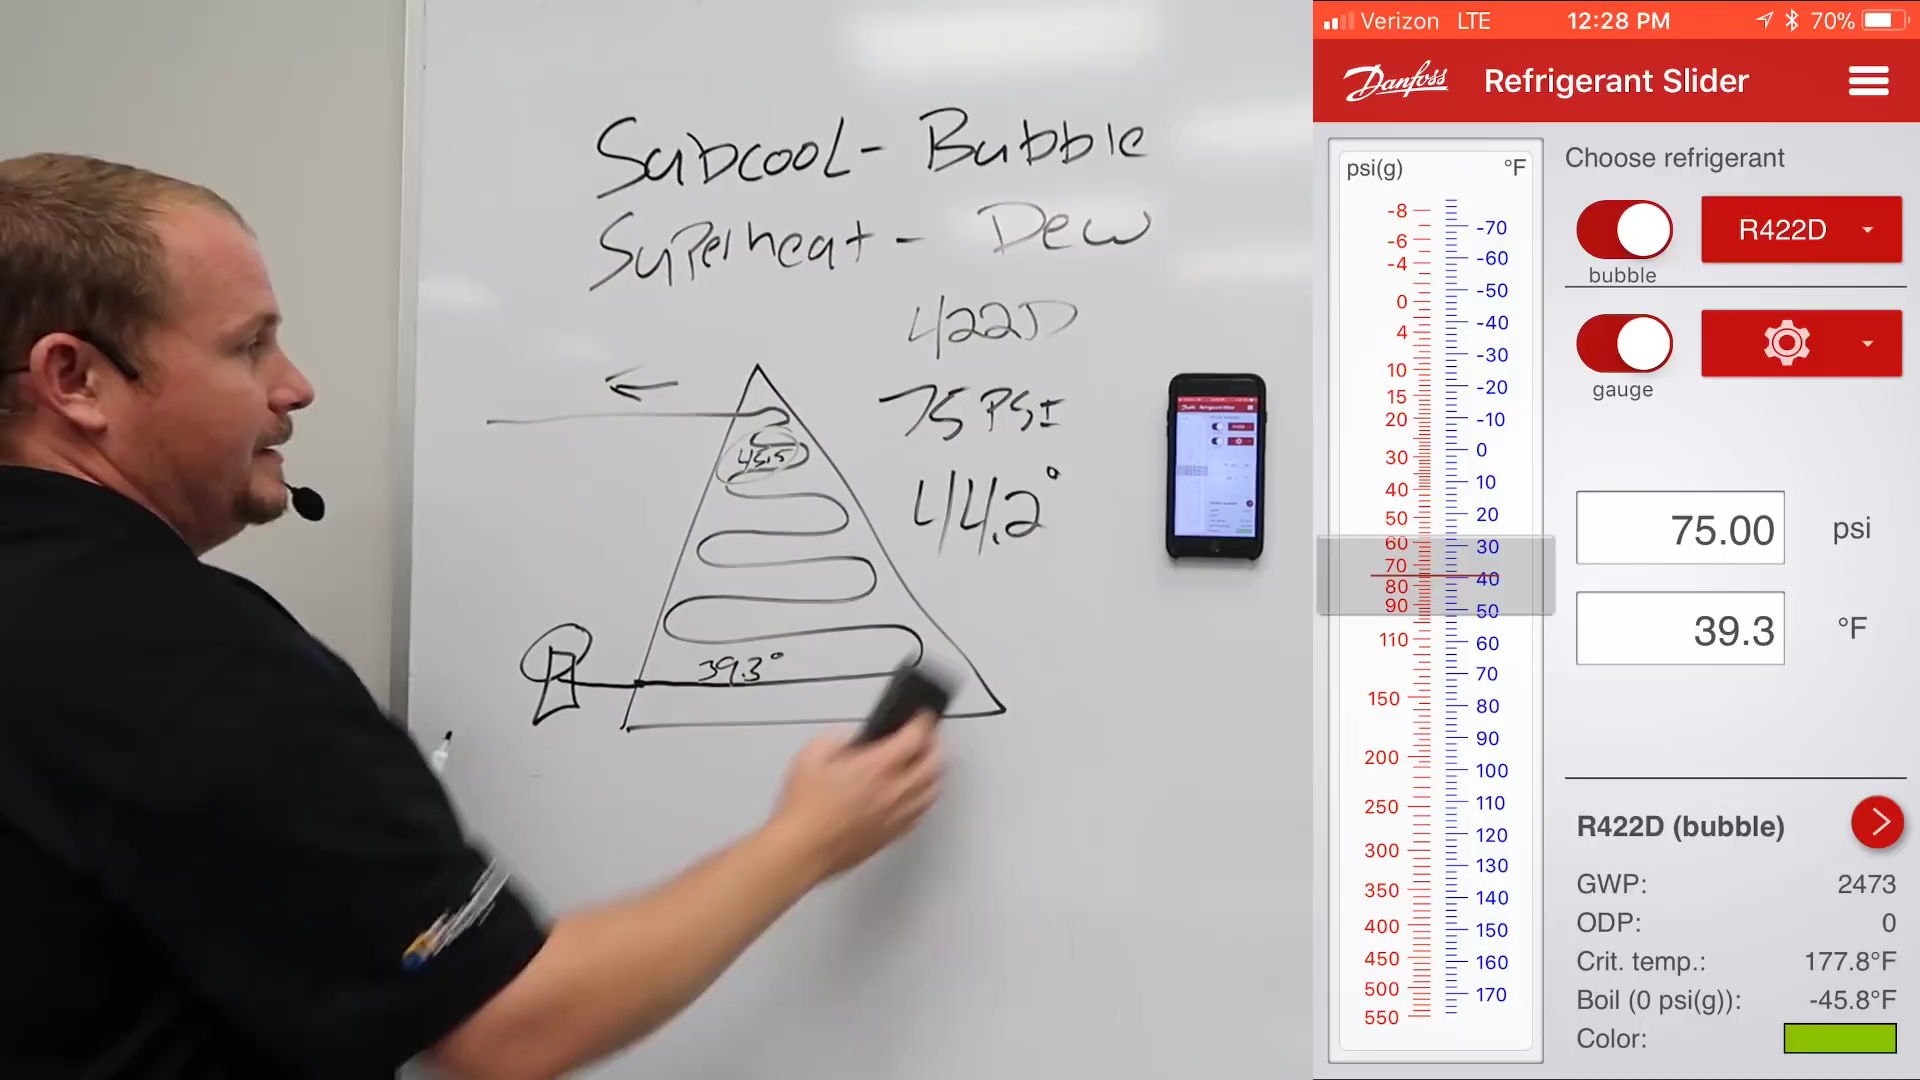 Subcool - Bubble
Superheat - Dew
422D
75 PSI
44.2°
45.5
39.3°
Verizon LTE 12:28 PM 70%
Danfoss Refrigerant Slider
psi(g) °F
-8
-6
-4
0
4
10
15
20
30
40
50
60
70
80
90
110
150
200
250
300
350
400
450
500
550
-70
-60
-50
-40
-30
-20
-10
0
10
20
30
40
50
60
70
80
90
100
110
120
130
140
150
160
170
Choose refrigerant
bubble
R422D
gauge
75.00 psi
39.3 °F
R422D (bubble)
GWP: 2473
ODP: 0
Crit. temp.: 177.8°F
Boil (0 psi(g)): -45.8°F
Color: